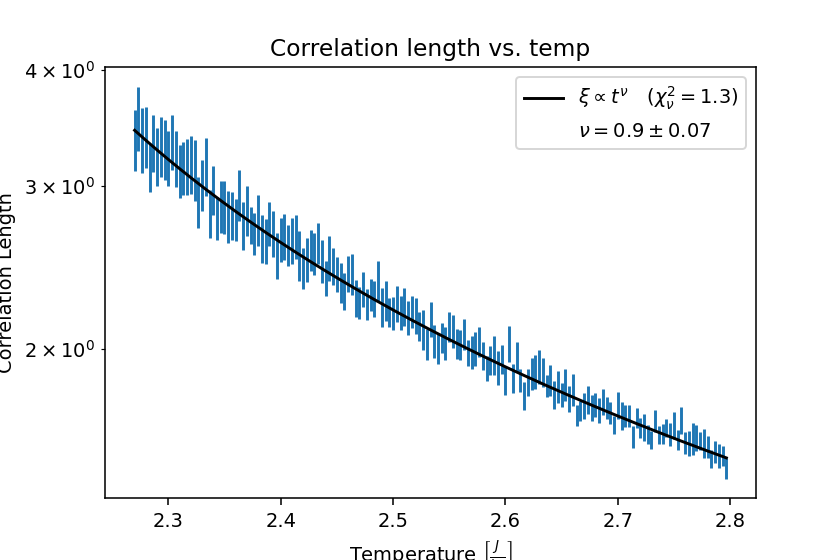 Correlation length vs. temp
ξ ∝ t^ν (χ²_ν = 1.3)
ν = 0.9 ± 0.07
4 × 10⁰
3 × 10⁰
2 × 10⁰
Correlation Length
2.3 2.4 2.5 2.6 2.7 2.8
Temperature [J